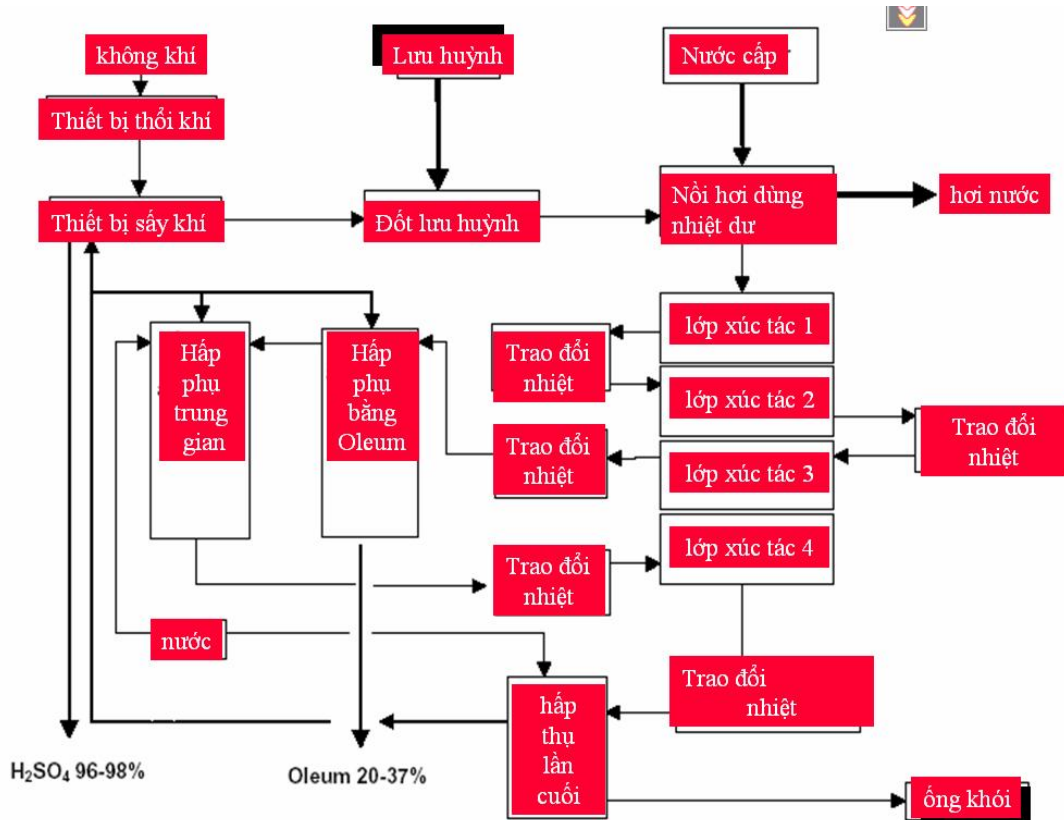 không khí
Lưu huỳnh
Nước cấp
Thiết bị thổi khí
Thiết bị sấy khí
Đốt lưu huỳnh
Nồi hơi dùng
nhiệt dư
hơi nước
lớp xúc tác 1
Trao đổi
nhiệt
lớp xúc tác 2
Trao đổi
nhiệt
Hấp
phụ
trung
gian
Hấp
phụ
bằng
Oleum
Trao đổi
nhiệt
lớp xúc tác 3
lớp xúc tác 4
Trao đổi
nhiệt
nước
Trao đổi
nhiệt
hấp
thụ
lần
cuối
H₂SO₄ 96-98%
Oleum 20-37%
ống khói